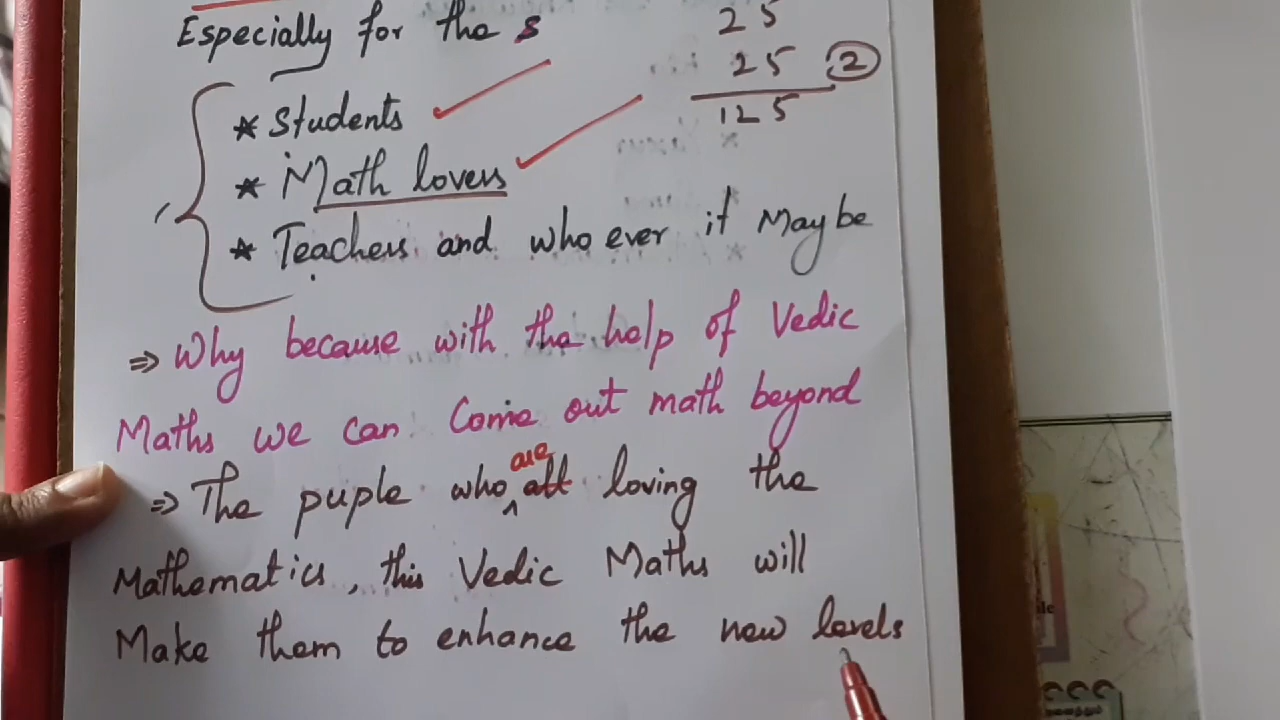 Especially for the s
25
25 2
125
* Students
* Math lovers
* Teachers and who ever it Maybe
⇒ Why because with the help of Vedic
Maths we can Come out math beyond
are
⇒ The puple who ^ all loving the
Mathematics, this Vedic Maths will
Make them to enhance the new levels